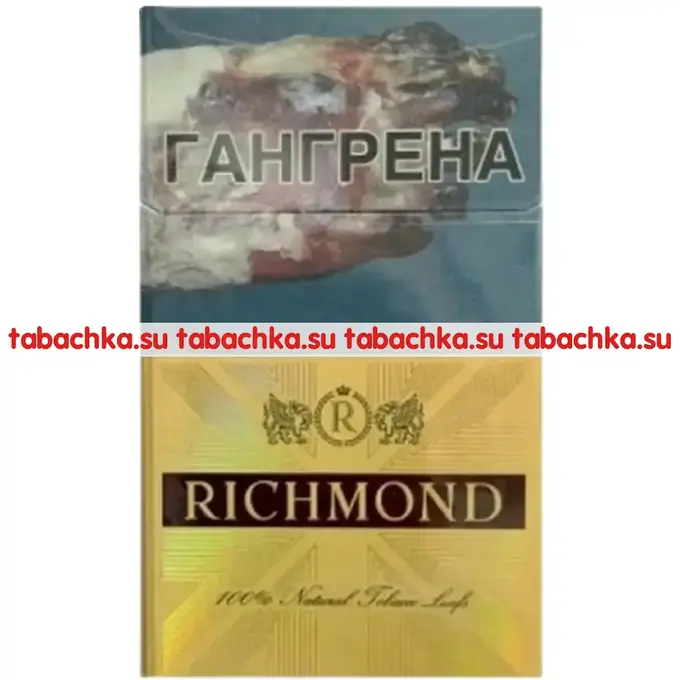 ГАНГРЕНА
tabachka.su tabachka.su tabachka.su tabachka.su
R
RICHMOND
100% Natural Tobacco Leafs